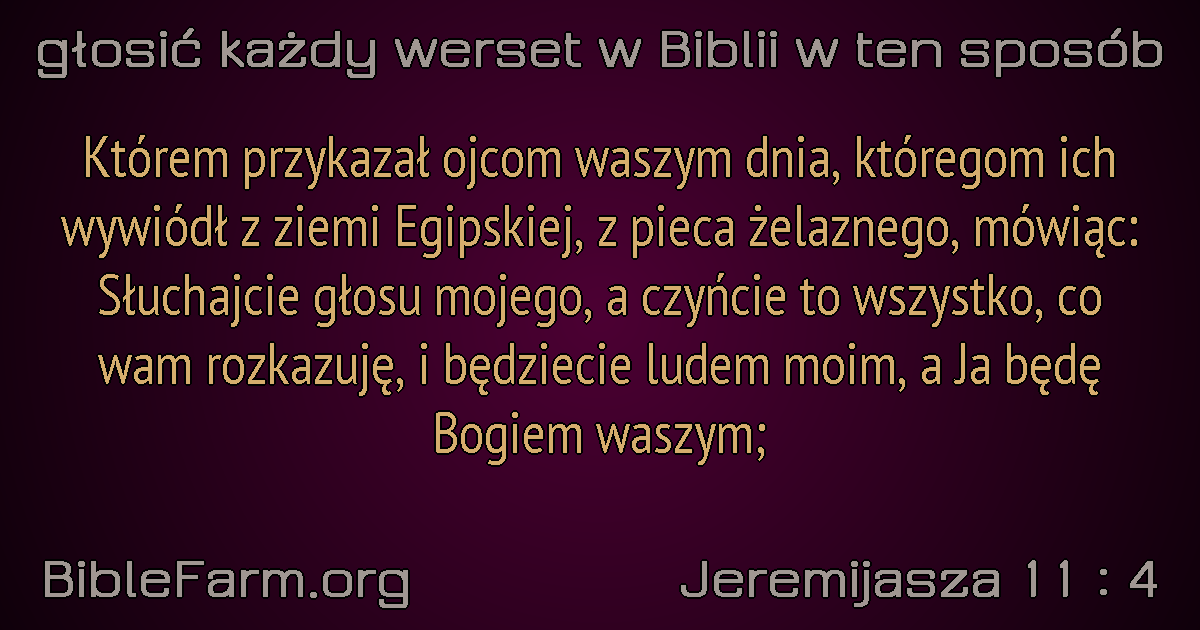 głosić każdy werset w Biblii w ten sposób
Którem przykazał ojcom waszym dnia, któregom ich
wywiódł z ziemi Egipskiej, z pieca żelaznego, mówiąc:
Słuchajcie głosu mojego, a czyńcie to wszystko, co
wam rozkazuję, i będziecie ludem moim, a Ja będę
Bogiem waszym;
BibleFarm.org
Jeremijasza 11 : 4